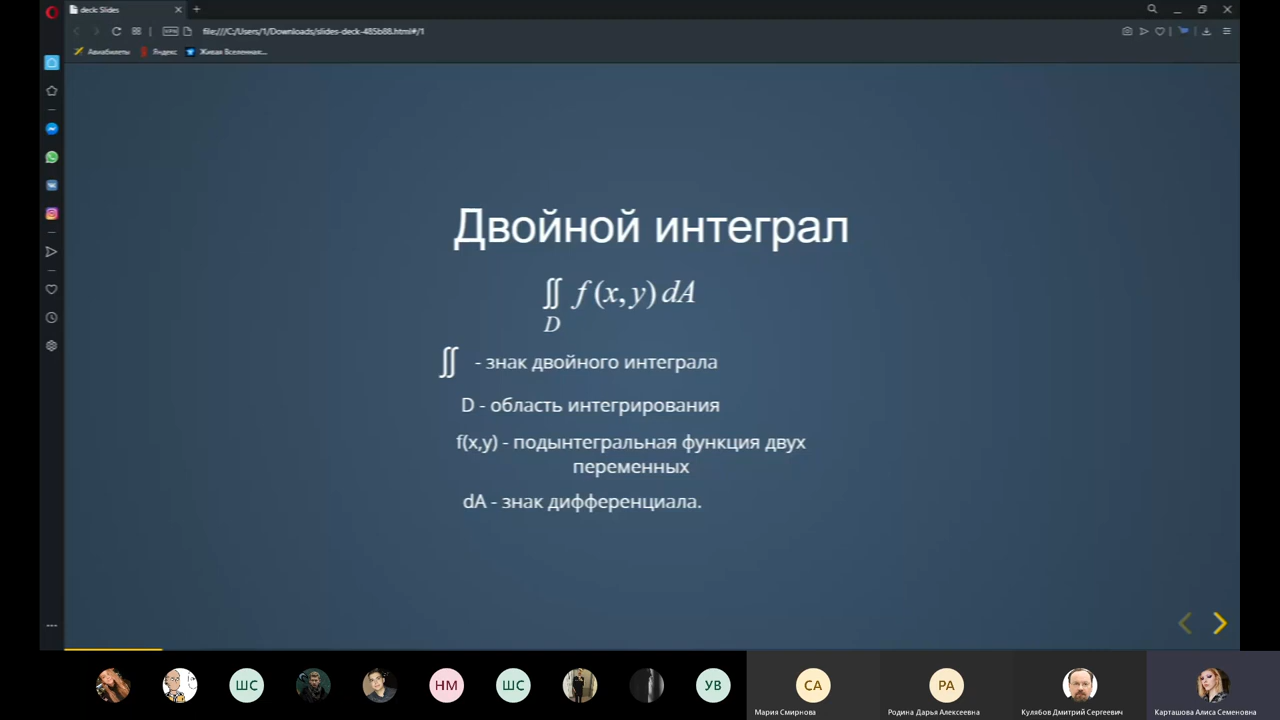 deck: Slides
VPN
file:///C:/Users/1/Downloads/slides-deck-485b88.html#/1
Авиабилеты Яндекс Живая Вселенная...
Двойной интеграл
∬ f(x, y) dA
D
∬ - знак двойного интеграла
D - область интегрирования
f(x,y) - подынтегральная функция двух
переменных
dA - знак дифференциала.
ШС НМ ШС УВ СА РА
Мария Смирнова Родина Дарья Алексеевна Кулябов Дмитрий Сергеевич Карташова Алиса Семеновна